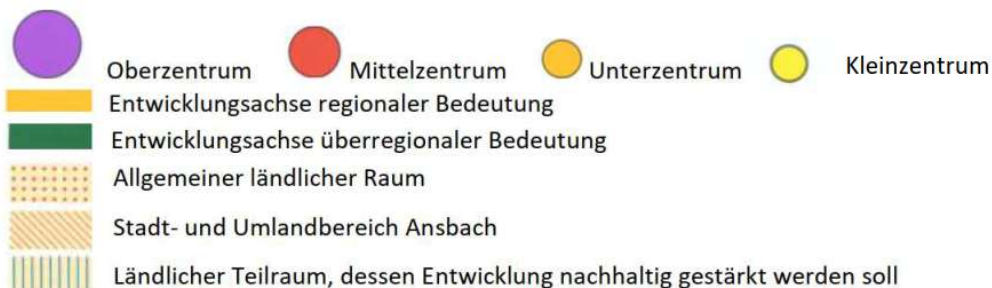 Oberzentrum Mittelzentrum Unterzentrum Kleinzentrum
Entwicklungsachse regionaler Bedeutung
Entwicklungsachse überregionaler Bedeutung
Allgemeiner ländlicher Raum
Stadt- und Umlandbereich Ansbach
Ländlicher Teilraum, dessen Entwicklung nachhaltig gestärkt werden soll